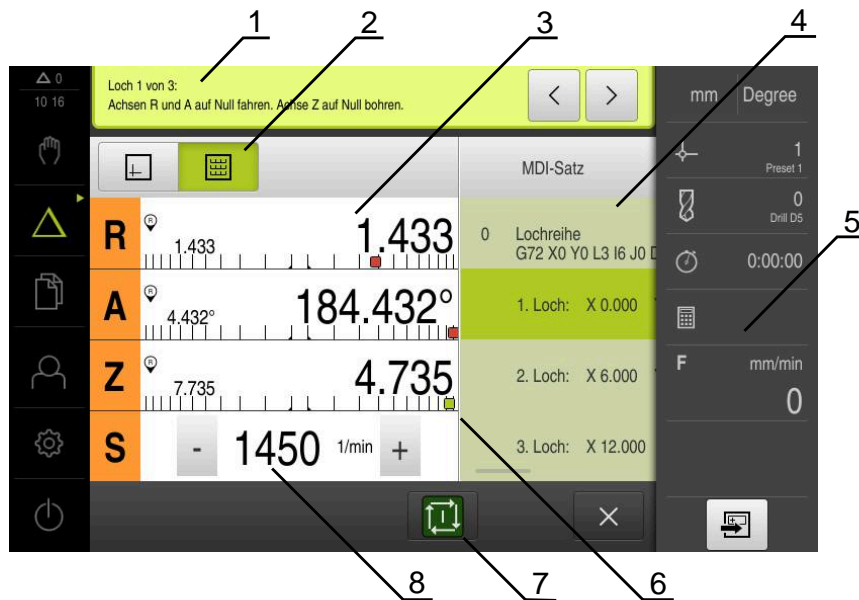 1
2
3
4
0
10 16
Loch 1 von 3:
Achsen R und A auf Null fahren. Achse Z auf Null bohren.
mm Degree
MDI-Satz
1
Preset 1
0
Drill D5
5
R
R
1.433
1.433
0 Lochreihe
G72 X0 Y0 L3 I6 J0 D
0:00:00
A
R
4.432°
184.432°
1. Loch: X 0.000
Z
R
7.735
4.735
2. Loch: X 6.000
F mm/min
0
S
- 1450 1/min +
3. Loch: X 12.000
8
7
6